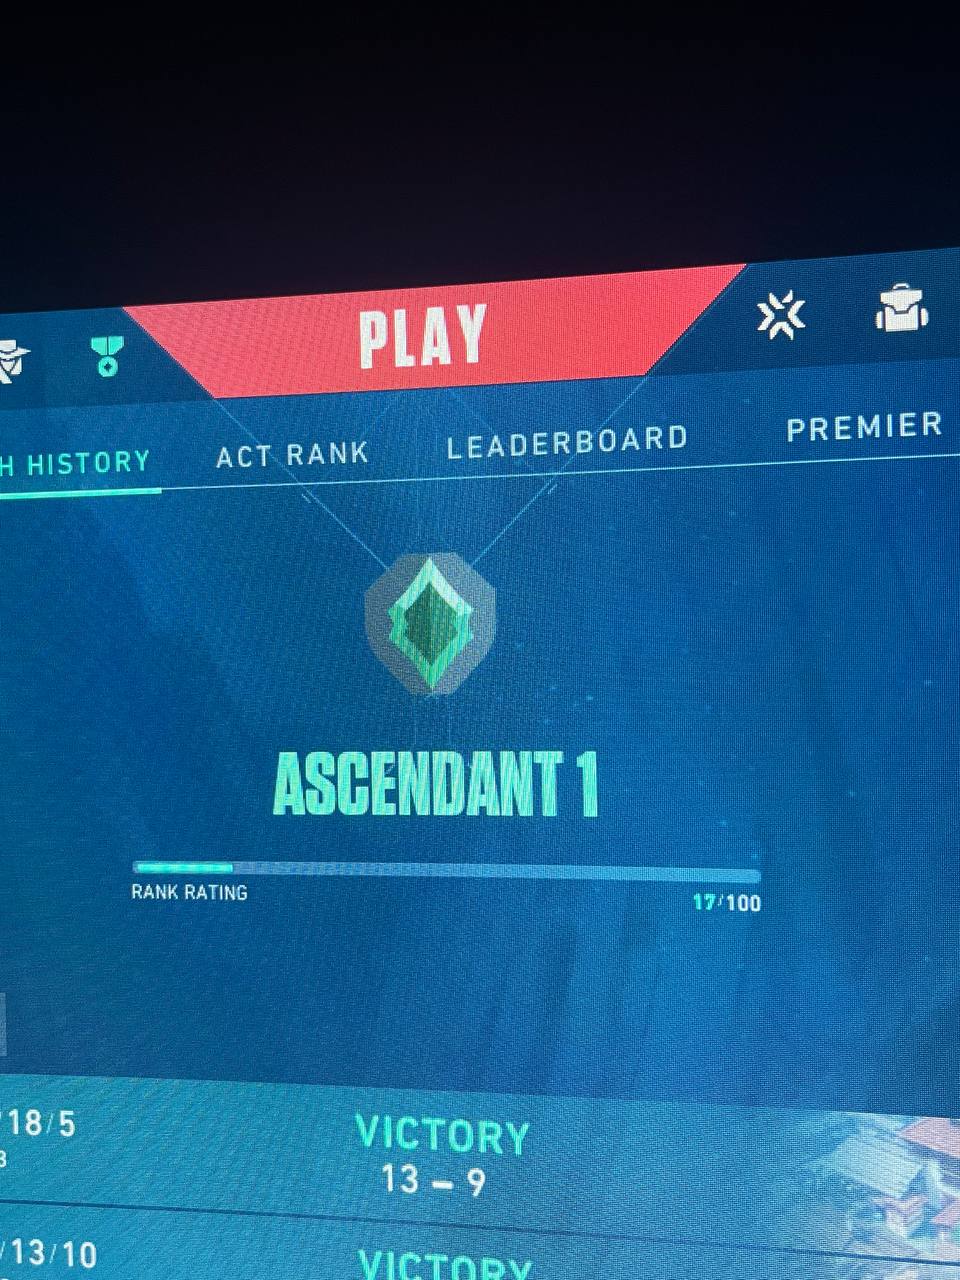 PLAY
H HISTORY
ACT RANK
LEADERBOARD
PREMIER
ASCENDANT 1
RANK RATING
17/100
/18/5
VICTORY
13 – 9
/13/10
VICTORY